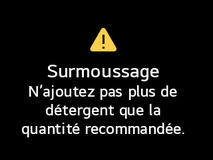 Surmoussage
N’ajoutez pas plus de
détergent que la
quantité recommandée.